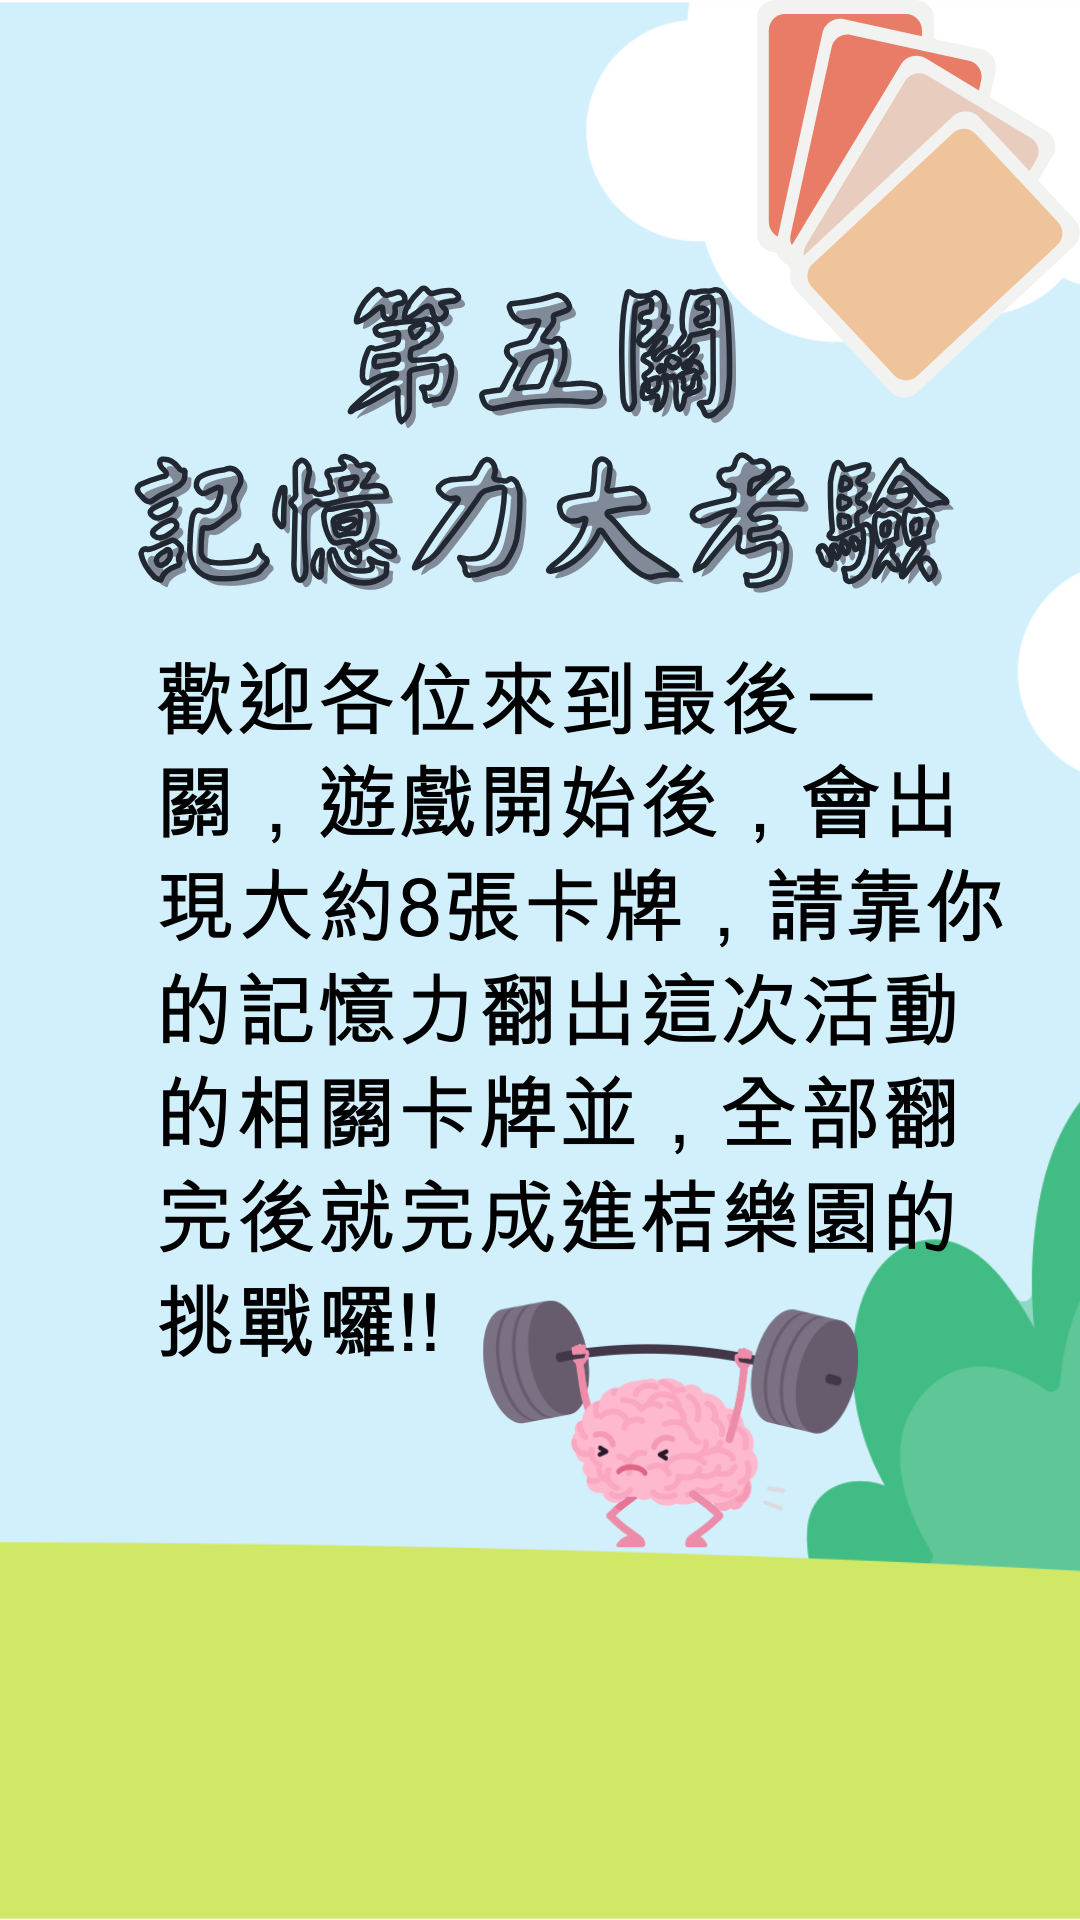 第五關
記憶力大考驗
歡迎各位來到最後一
關，遊戲開始後，會出
現大約8張卡牌，請靠你
的記憶力翻出這次活動
的相關卡牌並，全部翻
完後就完成進桔樂園的
挑戰囉!!